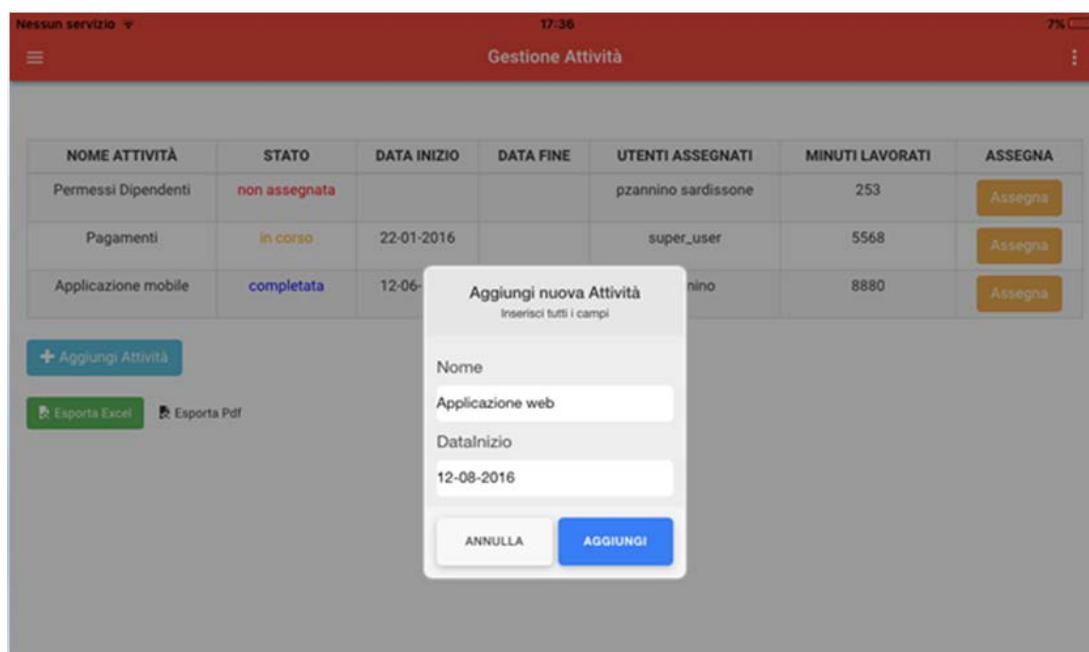 Nessun servizio 17:36 7%
Gestione Attività
NOME ATTIVITÀ STATO DATA INIZIO DATA FINE UTENTI ASSEGNATI MINUTI LAVORATI ASSEGNA
Permessi Dipendenti non assegnata pzannino sardissone 253 Assegna
Pagamenti in corso 22-01-2016 super_user 5568 Assegna
Applicazione mobile completata 12-06- nino 8880 Assegna
Aggiungi nuova Attività
Inserisci tutti i campi
Nome
Applicazione web
DataInizio
12-08-2016
ANNULLA AGGIUNGI
Aggiungi Attività
Esporta Excel Esporta Pdf